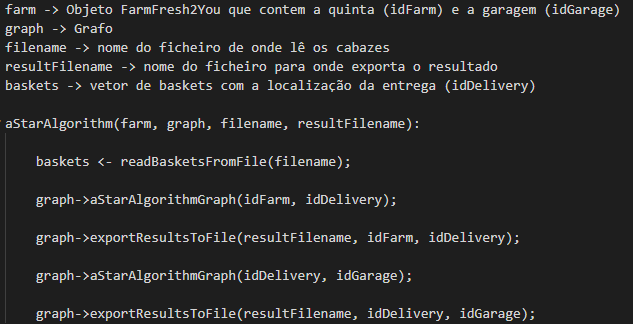 farm -> Objeto FarmFresh2You que contem a quinta (idFarm) e a garagem (idGarage)
graph -> Grafo
filename -> nome do ficheiro de onde lê os cabazes
resultFilename -> nome do ficheiro para onde exporta o resultado
baskets -> vetor de baskets com a localização da entrega (idDelivery)
aStarAlgorithm(farm, graph, filename, resultFilename):
baskets <- readBasketsFromFile(filename);
graph->aStarAlgorithmGraph(idFarm, idDelivery);
graph->exportResultsToFile(resultFilename, idFarm, idDelivery);
graph->aStarAlgorithmGraph(idDelivery, idGarage);
graph->exportResultsToFile(resultFilename, idDelivery, idGarage);